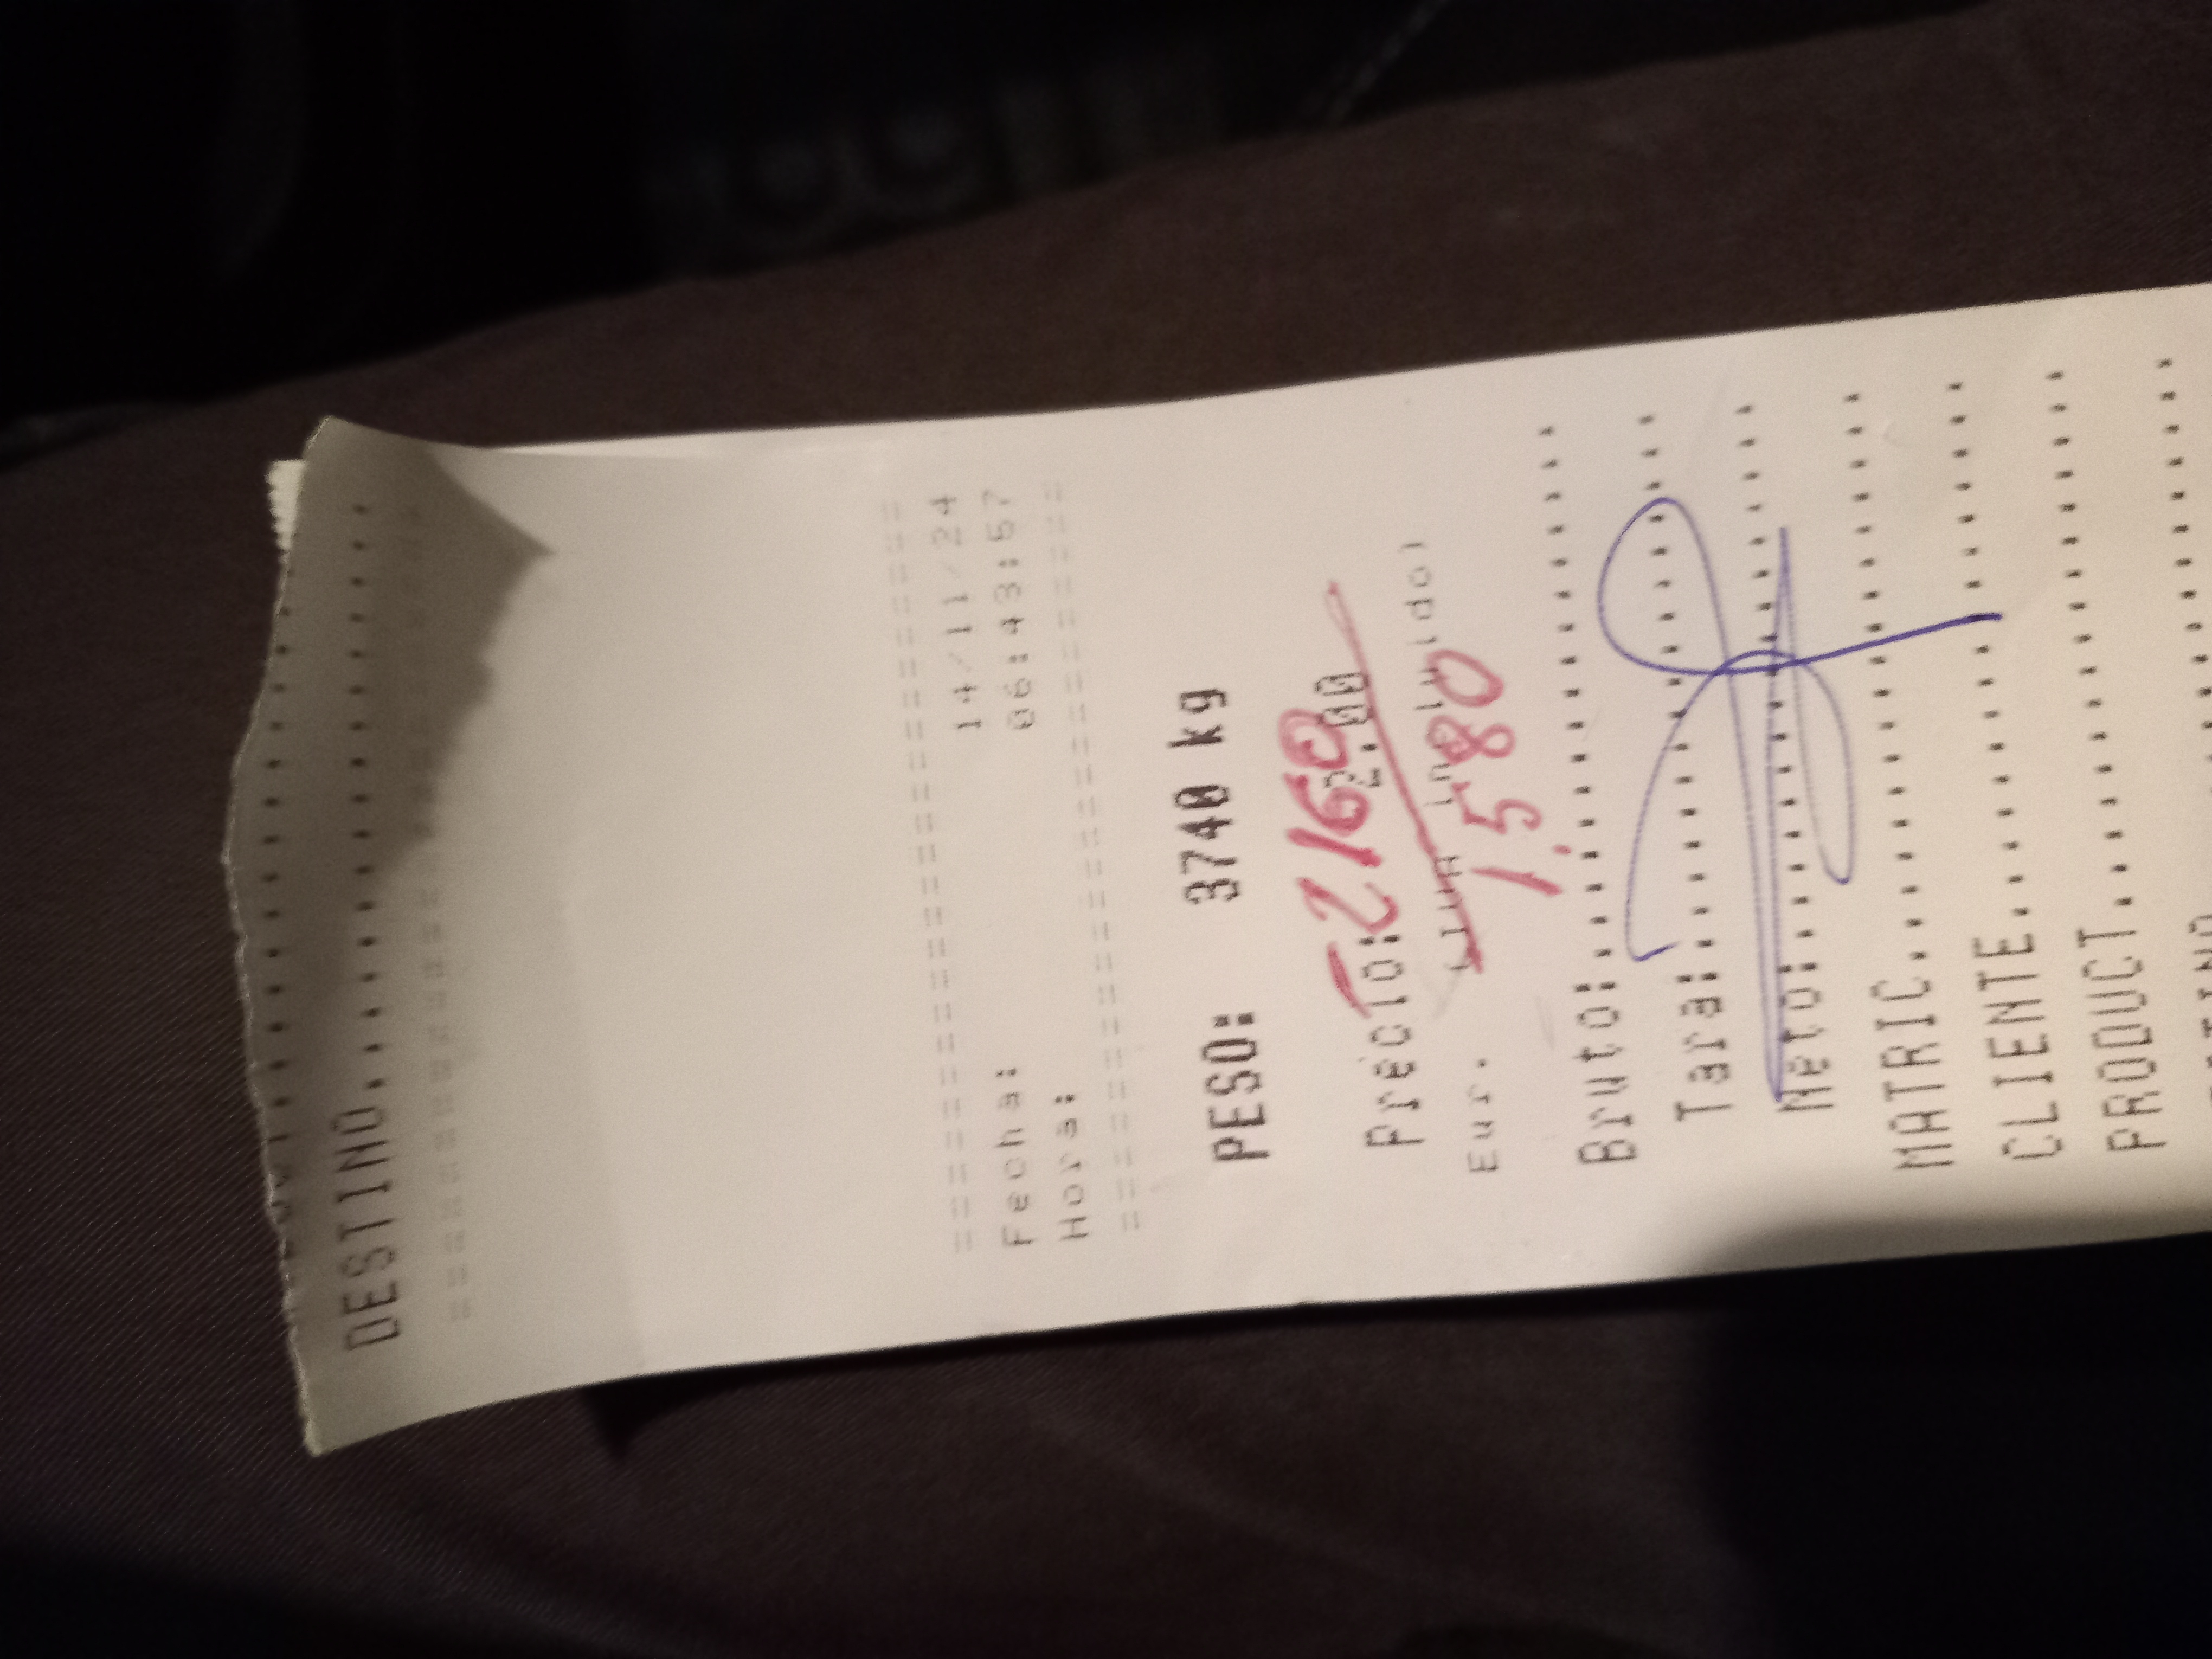 DESTINO..................
==============================
Fecha: 14/11/24
Hora: 06:43:57
==============================
PESO: 3740 kg
-2160
Precio: 2.00
Eur. (IVA incluido)
1,580
Bruto:..................
Tara:..................
Neto:..................
MATRIC..................
CLIENTE.................
PRODUCT.................